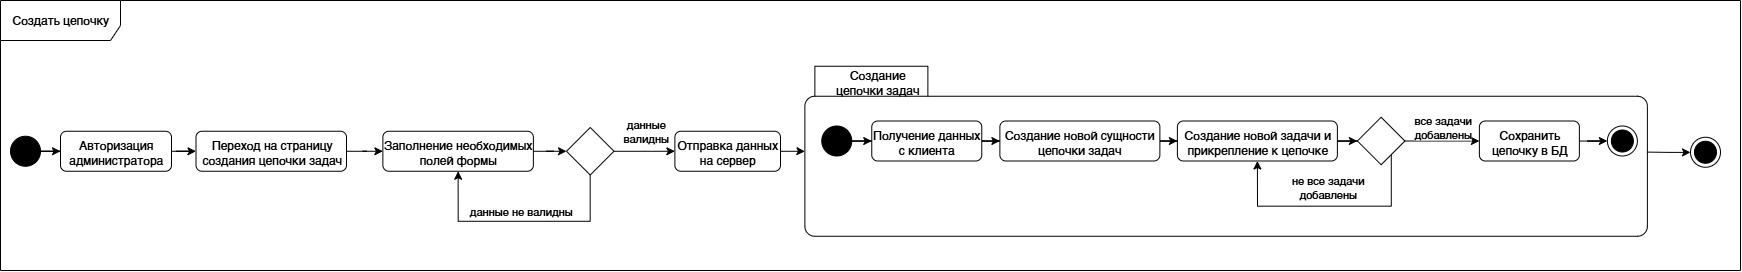 Создать цепочку
Авторизация
администратора
Переход на страницу
создания цепочки задач
Заполнение необходимых
полей формы
данные не валидны
данные
валидны
Отправка данных
на сервер
Создание
цепочки задач
Получение данных
с клиента
Создание новой сущности
цепочки задач
Создание новой задачи и
прикрепление к цепочке
не все задачи
добавлены
все задачи
добавлены
Сохранить
цепочку в БД